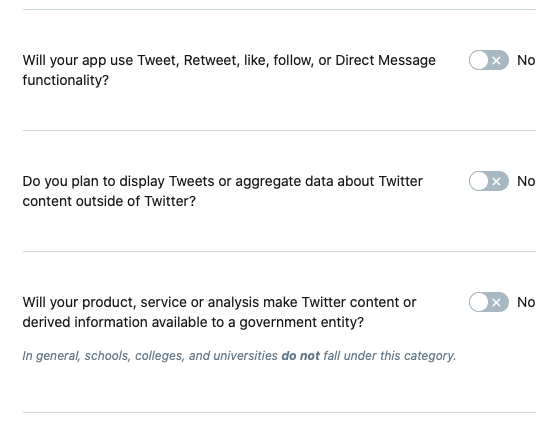 Will your app use Tweet, Retweet, like, follow, or Direct Message
functionality?
No
Do you plan to display Tweets or aggregate data about Twitter
content outside of Twitter?
No
Will your product, service or analysis make Twitter content or
derived information available to a government entity?
No
In general, schools, colleges, and universities do not fall under this category.